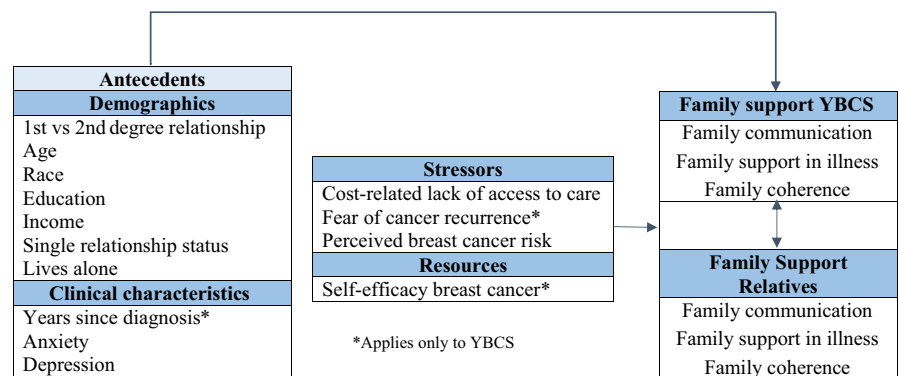 Antecedents
Demographics
1st vs 2nd degree relationship
Age
Race
Education
Income
Single relationship status
Lives alone
Clinical characteristics
Years since diagnosis*
Anxiety
Depression
Stressors
Cost-related lack of access to care
Fear of cancer recurrence*
Perceived breast cancer risk
Resources
Self-efficacy breast cancer*
*Applies only to YBCS
Family support YBCS
Family communication
Family support in illness
Family coherence
Family Support
Relatives
Family communication
Family support in illness
Family coherence